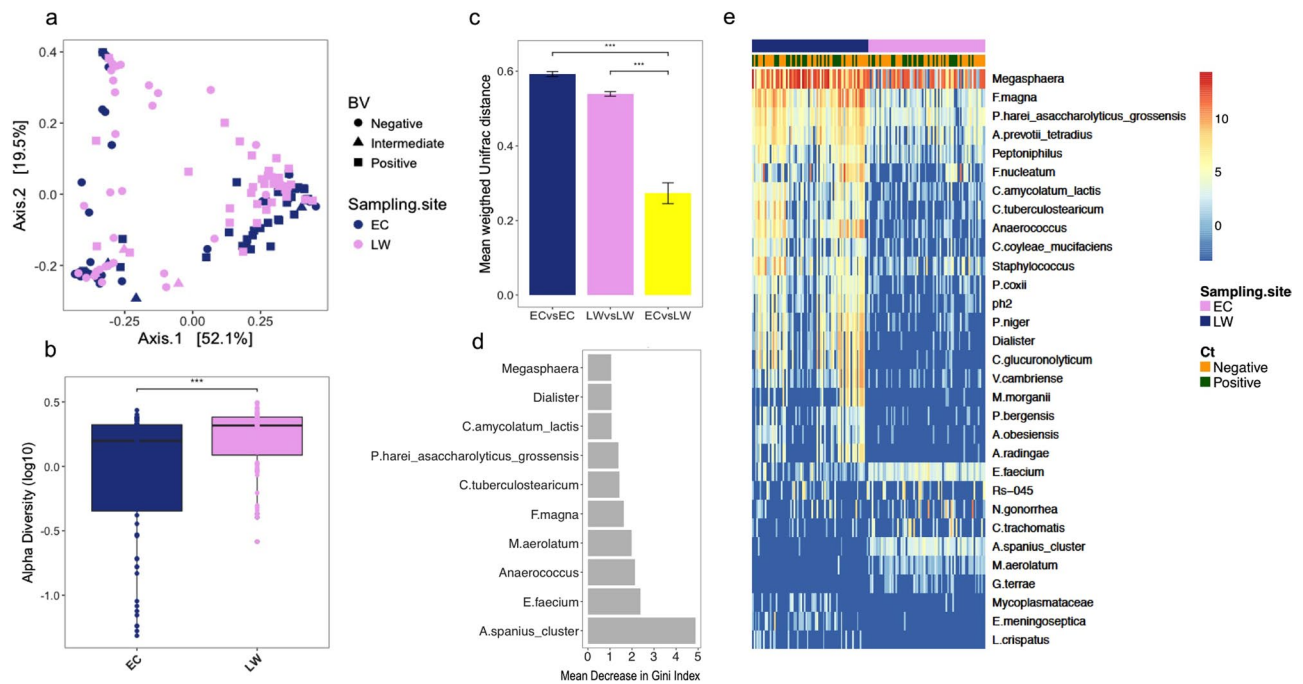 a
0.4
0.2
0.0
-0.2
Axis.2 [19.5%]
-0.25
0.00
0.25
Axis.1 [52.1%]
BV
Negative
Intermediate
Positive
Sampling.site
EC
LW
b
***
0.5
0.0
-0.5
-1.0
Alpha Diversity (log10)
EC
LW
c
***
***
0.6
0.4
0.2
0.0
Mean weigthed Unifrac distance
ECvsEC
LWvsLW
ECvsLW
d
Megasphaera
Dialister
C.amycolatum_lactis
P.harei_asaccharolyticus_grossensis
C.tuberculostearicum
F.magna
M.aerolatum
Anaerococcus
E.faecium
A.spanius_cluster
0 1 2 3 4 5
Mean Decrease in Gini Index
e
Megasphaera
F.magna
P.harei_asaccharolyticus_grossensis
A.prevotii_tetradius
Peptoniphilus
F.nucleatum
C.amycolatum_lactis
C.tuberculostearicum
Anaerococcus
C.coyleae_mucifaciens
Staphylococcus
P.coxii
ph2
P.niger
Dialister
C.glucuronolyticum
V.cambriense
M.morganii
P.bergensis
A.obesiensis
A.radingae
E.faecium
Rs-045
N.gonorrhea
C.trachomatis
A.spanius_cluster
M.aerolatum
G.terrae
Mycoplasmataceae
E.meningoseptica
L.crispatus
10
5
0
Sampling.site
EC
LW
Ct
Negative
Positive